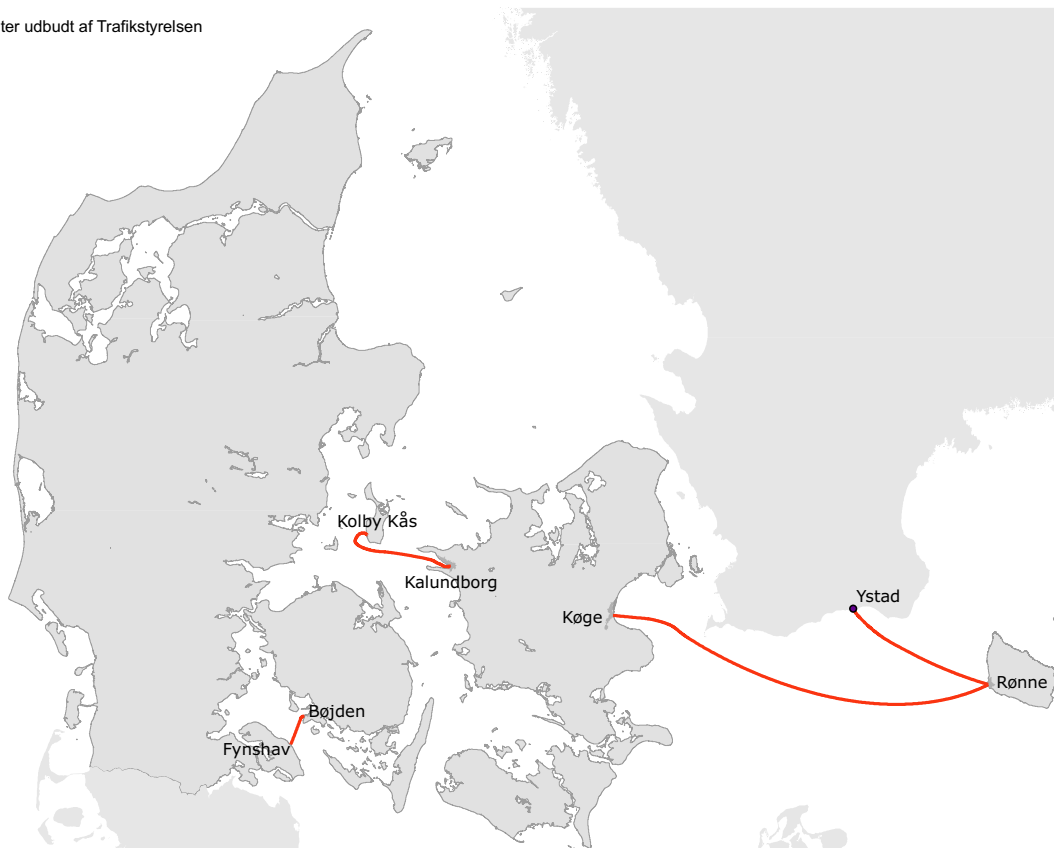 ter udbudt af Trafikstyrelsen
Kolby Kås
Kalundborg
Ystad
Køge
Rønne
Bøjden
Fynshav